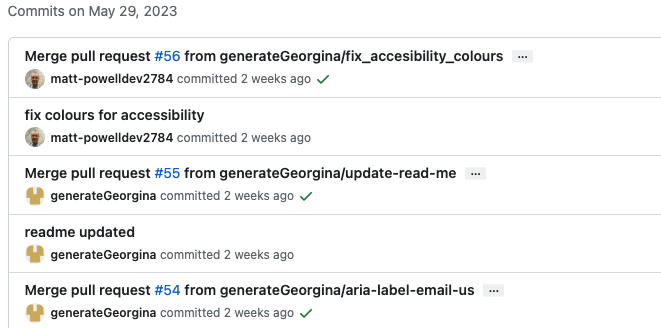 Commits on May 29, 2023
Merge pull request #56 from generateGeorgina/fix_accesibility_colours ...
matt-powelldev2784 committed 2 weeks ago
fix colours for accessibility
matt-powelldev2784 committed 2 weeks ago
Merge pull request #55 from generateGeorgina/update-read-me ...
generateGeorgina committed 2 weeks ago
readme updated
generateGeorgina committed 2 weeks ago
Merge pull request #54 from generateGeorgina/aria-label-email-us ...
generateGeorgina committed 2 weeks ago